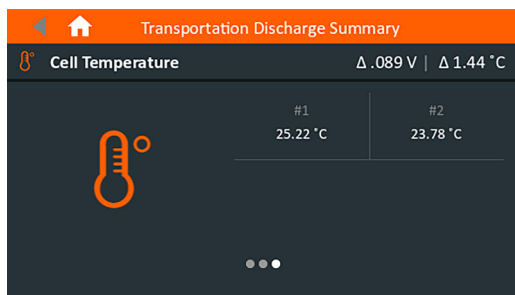 Transportation Discharge Summary
Cell Temperature Δ .089 V | Δ 1.44 °C
#1 #2
25.22 °C 23.78 °C